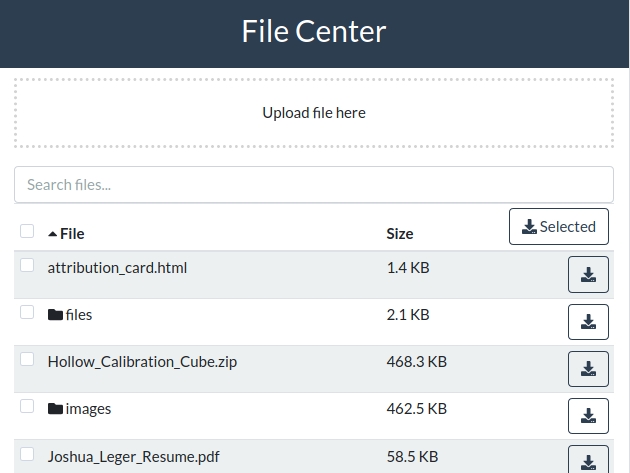 File Center
Upload file here
Search files...
File Size Selected
attribution_card.html 1.4 KB
files 2.1 KB
Hollow_Calibration_Cube.zip 468.3 KB
images 462.5 KB
Joshua_Leger_Resume.pdf 58.5 KB